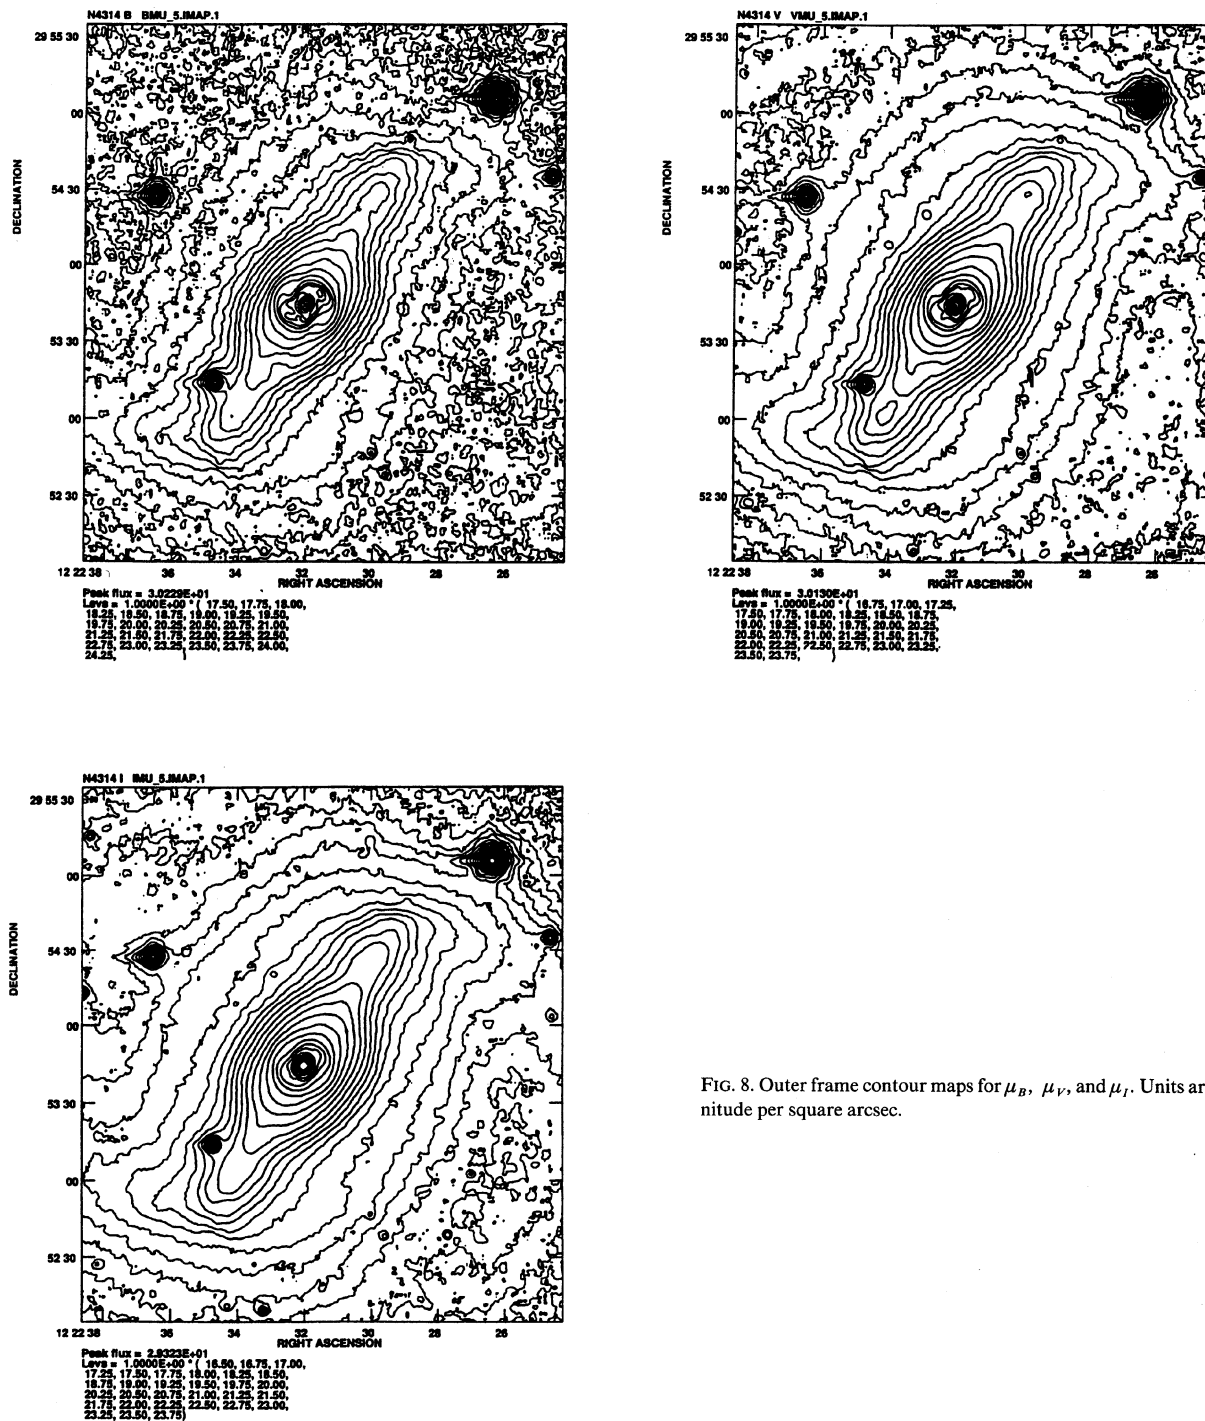 N4314 B BMU_5.IMAP.1
29 55 30
00
54 30
00
53 30
00
52 30
DECLINATION
12 22 38 36 34 32 30 28 26
RIGHT ASCENSION
Peak flux = 3.0229E+01
Levs = 1.0000E+00 * ( 17.50, 17.75, 18.00,
18.25, 18.50, 18.75, 19.00, 19.25, 19.50,
19.75, 20.00, 20.25, 20.50, 20.75, 21.00,
21.25, 21.50, 21.75, 22.00, 22.25, 22.50,
22.75, 23.00, 23.25, 23.50, 23.75, 24.00,
24.25, )
N4314 V VMU_5.IMAP.1
29 55 30
00
54 30
00
53 30
00
52 30
DECLINATION
12 22 38 36 34 32 30 28 26
RIGHT ASCENSION
Peak flux = 3.0130E+01
Levs = 1.0000E+00 * ( 16.75, 17.00, 17.25,
17.50, 17.75, 18.00, 18.25, 18.50, 18.75,
19.00, 19.25, 19.50, 19.75, 20.00, 20.25,
20.50, 20.75, 21.00, 21.25, 21.50, 21.75,
22.00, 22.25, 22.50, 22.75, 23.00, 23.25,
23.50, 23.75, )
N4314 I IMU_5.IMAP.1
29 55 30
00
54 30
00
53 30
00
52 30
DECLINATION
12 22 38 36 34 32 30 28 26
RIGHT ASCENSION
Peak flux = 2.9323E+01
Levs = 1.0000E+00 * ( 16.50, 16.75, 17.00,
17.25, 17.50, 17.75, 18.00, 18.25, 18.50,
18.75, 19.00, 19.25, 19.50, 19.75, 20.00,
20.25, 20.50, 20.75, 21.00, 21.25, 21.50,
21.75, 22.00, 22.25, 22.50, 22.75, 23.00,
23.25, 23.50, 23.75)
FIG. 8. Outer frame contour maps for μB, μV, and μI. Units ar
nitude per square arcsec.